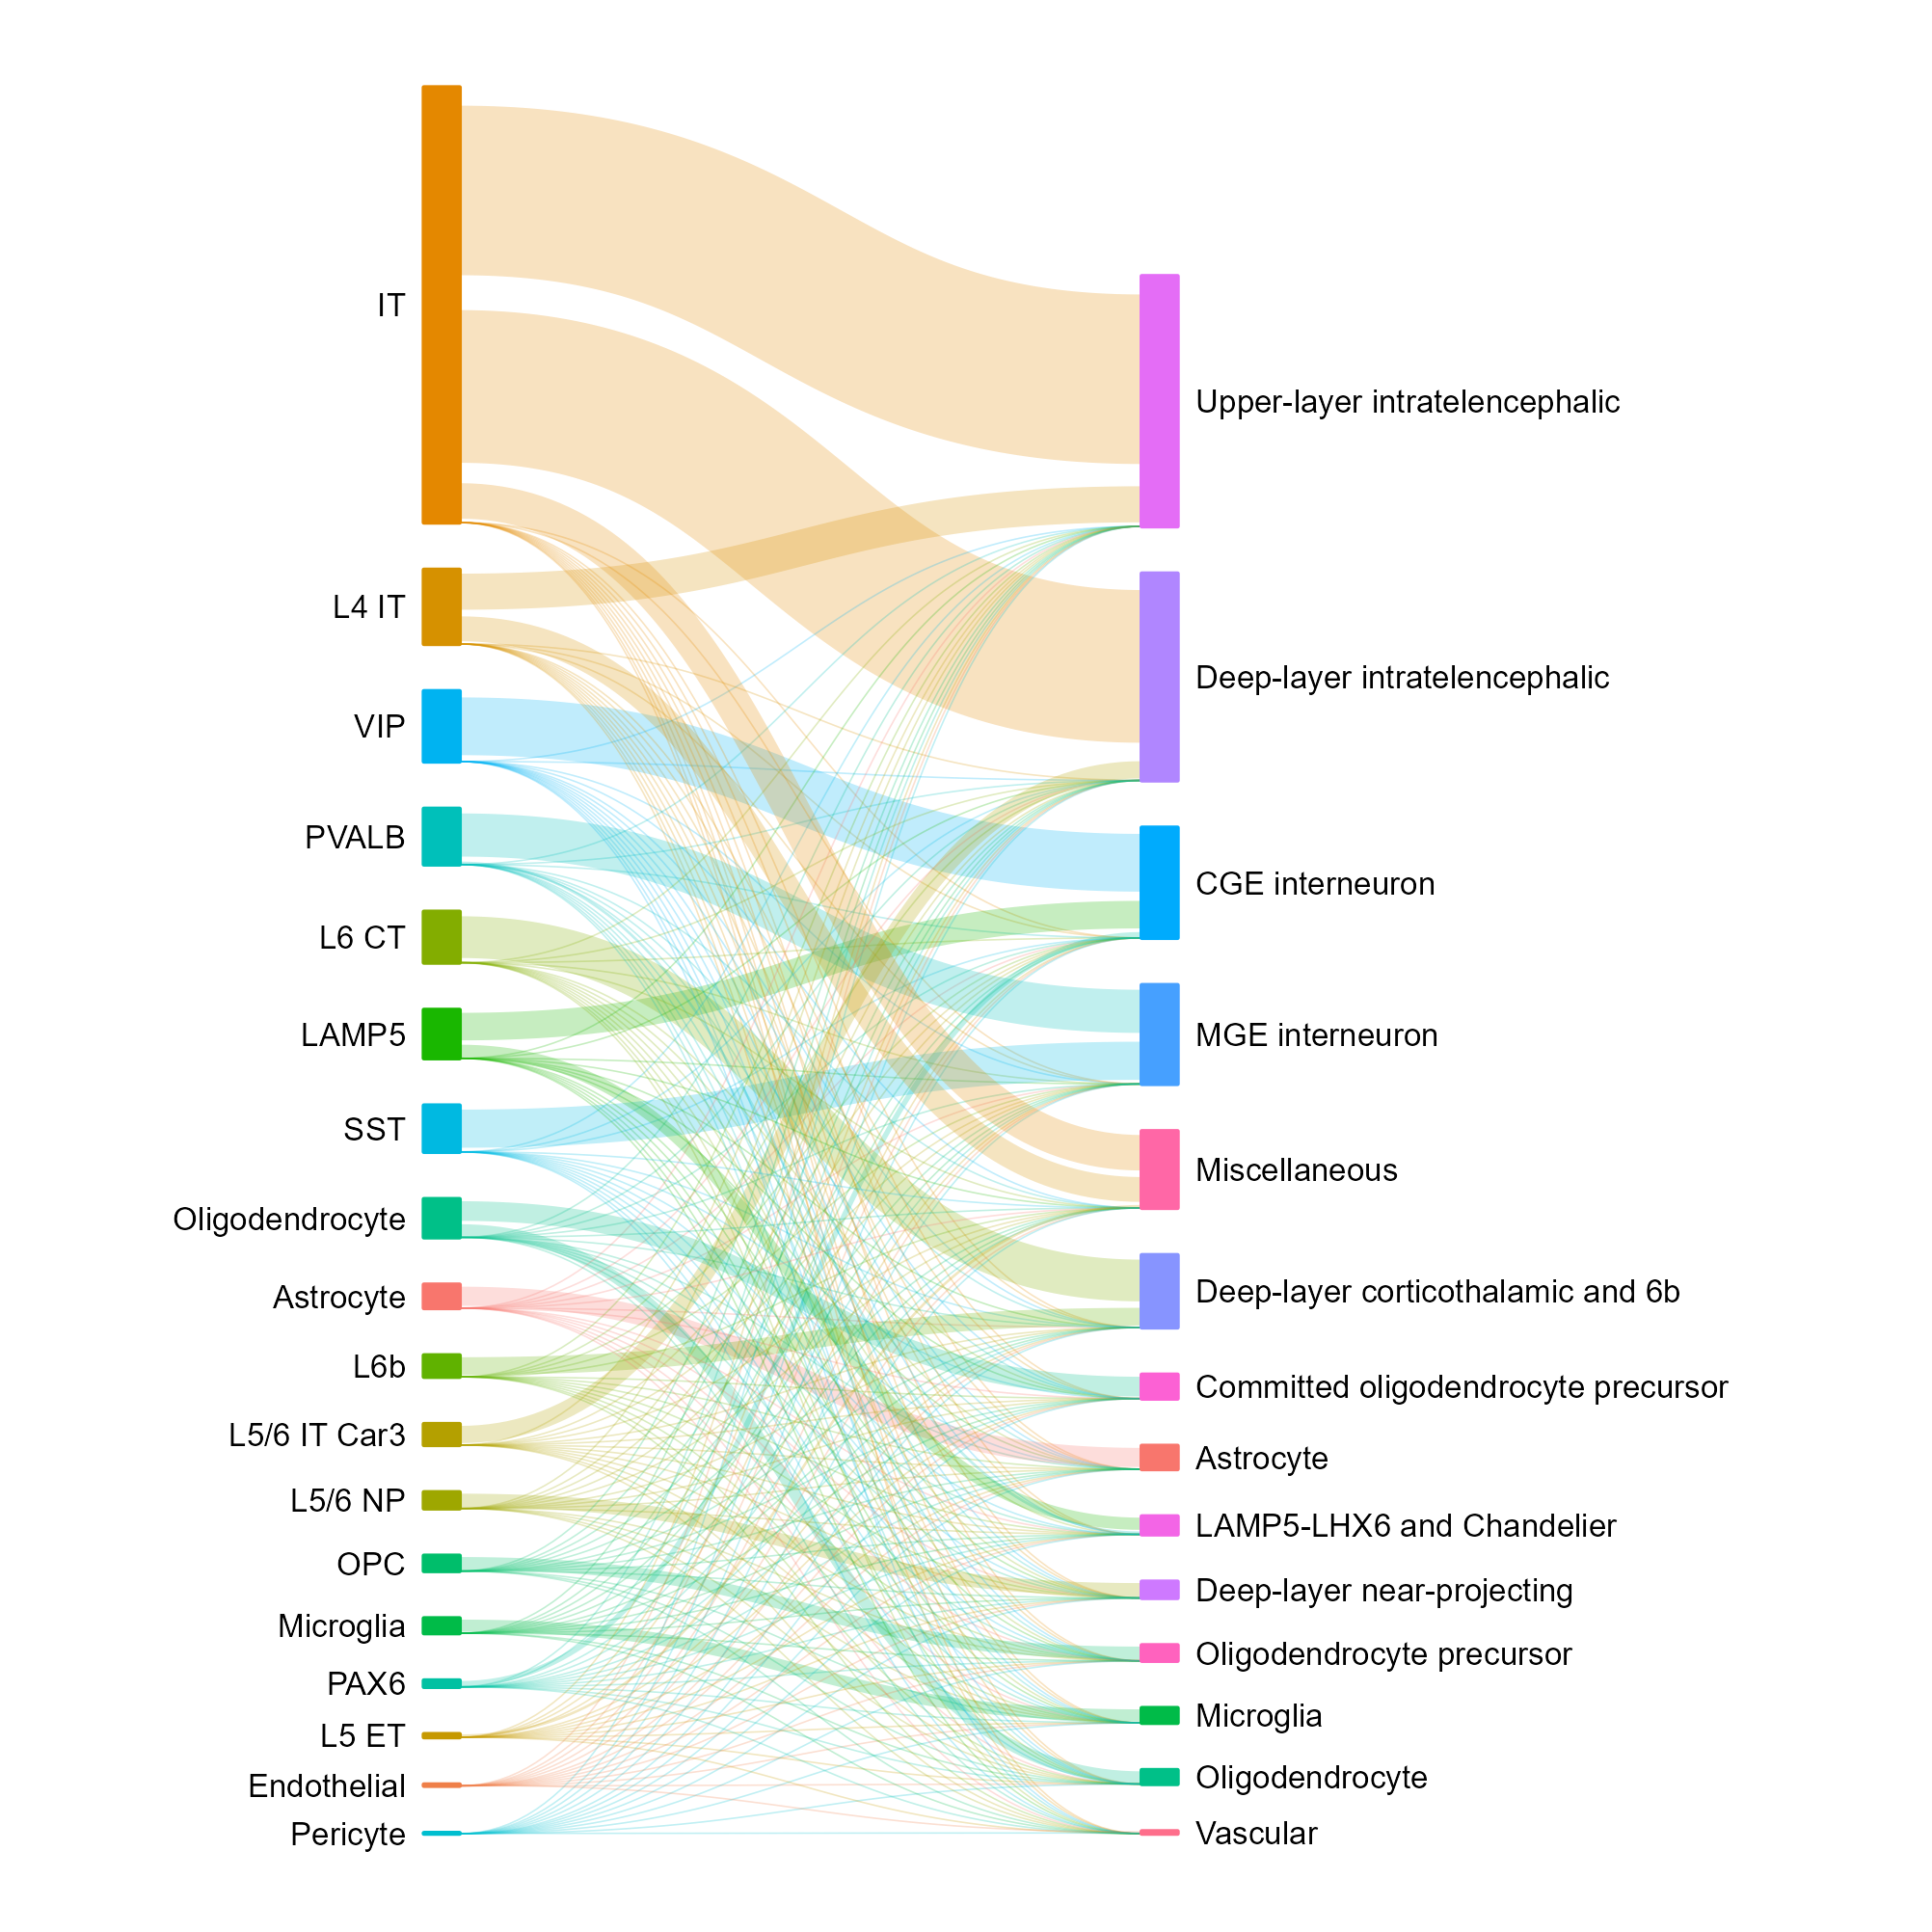 IT
L4 IT
VIP
PVALB
L6 CT
LAMP5
SST
Oligodendrocyte
Astrocyte
L6b
L5/6 IT Car3
L5/6 NP
OPC
Microglia
PAX6
L5 ET
Endothelial
Pericyte
Upper-layer intratelencephalic
Deep-layer intratelencephalic
CGE interneuron
MGE interneuron
Miscellaneous
Deep-layer corticothalamic and 6b
Committed oligodendrocyte precursor
Astrocyte
LAMP5-LHX6 and Chandelier
Deep-layer near-projecting
Oligodendrocyte precursor
Microglia
Oligodendrocyte
Vascular